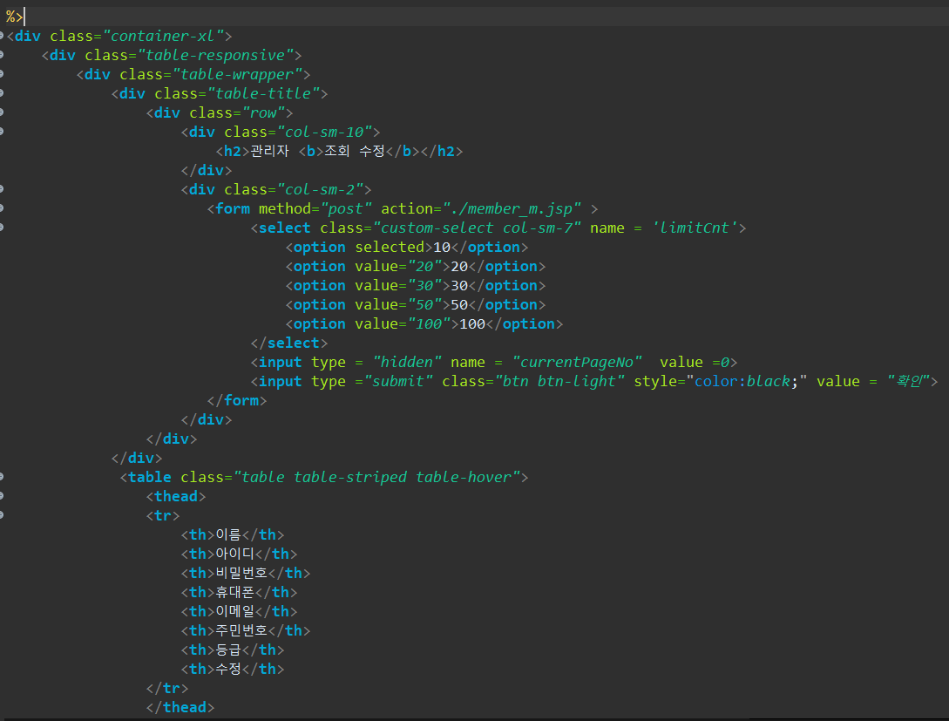 %>
<div class="container-xl">
<div class="table-responsive">
<div class="table-wrapper">
<div class="table-title">
<div class="row">
<div class="col-sm-10">
<h2>관리자 <b>조회 수정</b></h2>
</div>
<div class="col-sm-2">
<form method="post" action="./member_m.jsp" >
<select class="custom-select col-sm-7" name = 'limitCnt'>
<option selected>10</option>
<option value="20">20</option>
<option value="30">30</option>
<option value="50">50</option>
<option value="100">100</option>
</select>
<input type = "hidden" name = "currentPageNo"  value =0>
<input type ="submit" class="btn btn-light" style="color:black;" value = "확인">
</form>
</div>
</div>
</div>
<table class="table table-striped table-hover">
<thead>
<tr>
<th>이름</th>
<th>아이디</th>
<th>비밀번호</th>
<th>휴대폰</th>
<th>이메일</th>
<th>주민번호</th>
<th>등급</th>
<th>수정</th>
</tr>
</thead>